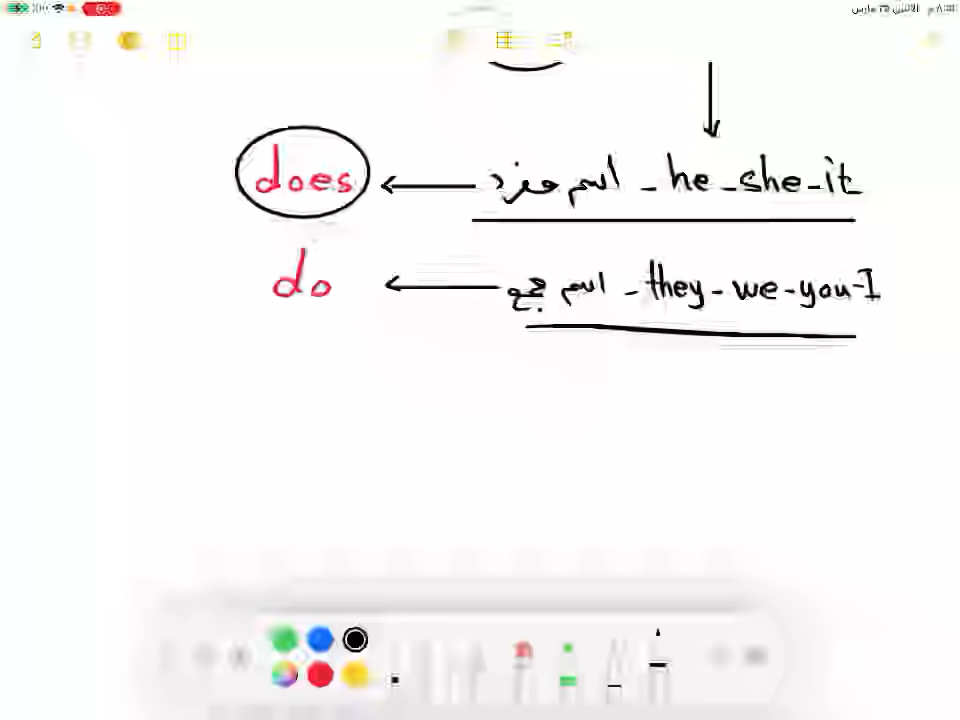 does ← اسم مفرد - he - she - it
do ← اسم جمع - they - we - you - I